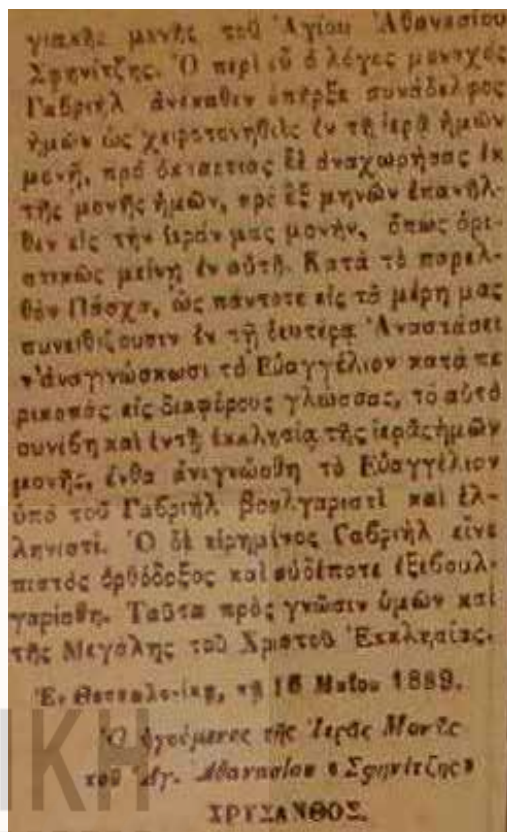 γιακῆς μονῆς τοῦ Ἁγίου Ἀθανασίου
Σφηνίτζης. Ὁ περὶ οὗ ὁ λόγος μοναχὸς
Γαβριὴλ ἀνέκαθεν ὑπῆρξε συνάδελφος
ἡμῶν ὡς χειροτονηθεὶς ἐν τῇ ἱερᾷ ἡμῶν
μονῇ, πρὸ ὀκταετίας δὲ ἀναχωρήσας ἐκ
τῆς μονῆς ἡμῶν, πρὸ ἓξ μηνῶν ἐπανῆλ-
θεν εἰς τὴν ἱεράν μας μονήν, ὅπως ὁρι-
στικῶς μείνῃ ἐν αὐτῇ. Κατὰ τὸ παρελ-
θὸν Πάσχα, ὡς πάντοτε εἰς τὰ μέρη μας
συνειθίζουσιν ἐν τῇ δευτέρᾳ Ἀναστάσει
ν' ἀναγινώσκωσι τὸ Εὐαγγέλιον κατὰ πε
ρικοπὰς εἰς διαφόρους γλώσσας, τὸ αὐτὸ
συνέβη καὶ ἐν τῇ ἐκκλησίᾳ τῆς ἱερᾶς ἡμῶν
μονῆς, ἔνθα ἀνεγνώσθη τὸ Εὐαγγέλιον
ὑπὸ τοῦ Γαβριὴλ βουλγαριστὶ καὶ ἑλ-
ληνιστί. Ὁ δὲ εἰρημένος Γαβριὴλ εἶνε
πιστὸς ὀρθόδοξος καὶ οὐδέποτε ἐξεβουλ-
γαρίσθη. Ταῦτα πρὸς γνῶσιν ὑμῶν καὶ
τῆς Μεγάλης τοῦ Χριστοῦ Ἐκκλησίας.
Ἐν Θεσσαλονίκῃ, τῇ 16 Μαΐου 1889.
Ὁ ἡγούμενος τῆς Ἱερᾶς Μονῆς
τοῦ Ἁγ. Ἀθανασίου «Σφηνίτζης»
ΧΡΥΣΑΝΘΟΣ.
ΙΚΗ